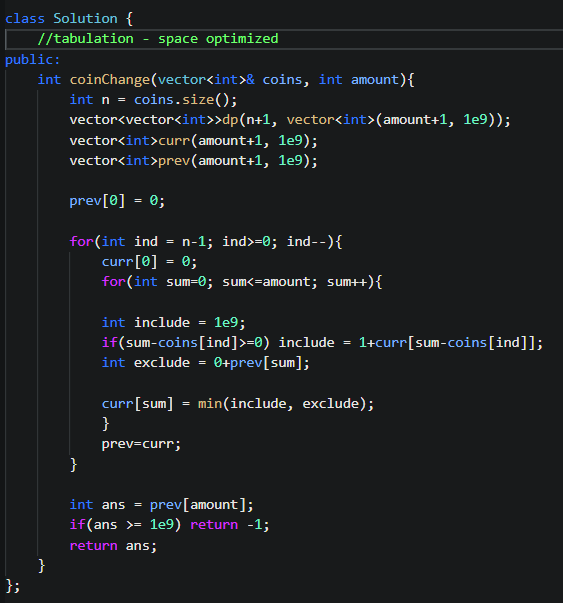 class Solution {
    //tabulation - space optimized
public:
    int coinChange(vector<int>& coins, int amount){
        int n = coins.size();
        vector<vector<int>>dp(n+1, vector<int>(amount+1, 1e9));
        vector<int>curr(amount+1, 1e9);
        vector<int>prev(amount+1, 1e9);

        prev[0] = 0;

        for(int ind = n-1; ind>=0; ind--){
            curr[0] = 0;
            for(int sum=0; sum<=amount; sum++){

            int include = 1e9;
            if(sum-coins[ind]>=0) include = 1+curr[sum-coins[ind]];
            int exclude = 0+prev[sum];

            curr[sum] = min(include, exclude);
            }
            prev=curr;
        }

        int ans = prev[amount];
        if(ans >= 1e9) return -1;
        return ans;
    }
};